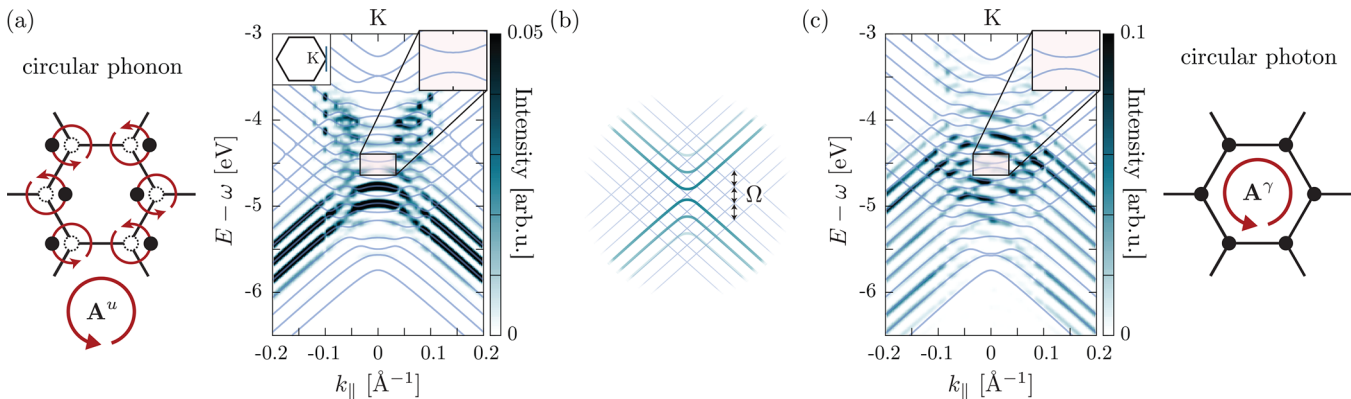 (a)
circular phonon
A^u
K
K
-3
-4
-5
-6
E − ω [eV]
-0.2
-0.1
0
0.1
0.2
k∥ [Å⁻¹]
0.05
Intensity [arb.u.]
0
(b)
Ω
(c)
K
-3
-4
-5
-6
E − ω [eV]
-0.2
-0.1
0
0.1
0.2
k∥ [Å⁻¹]
0.1
Intensity [arb.u.]
0
circular photon
A^γ